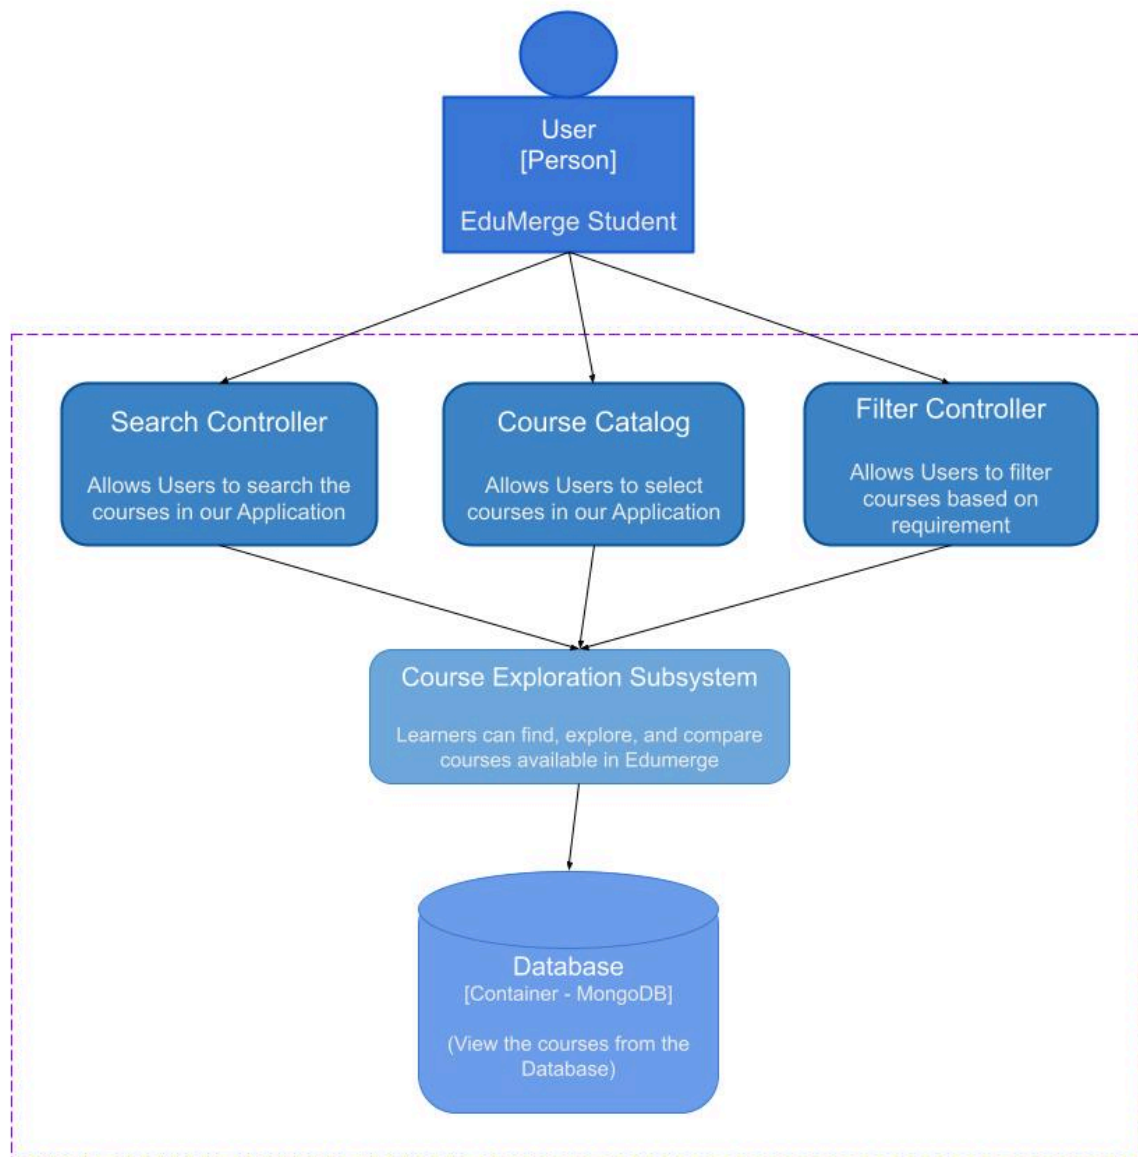 User
[Person]
EduMerge Student
Search Controller
Allows Users to search the
courses in our Application
Course Catalog
Allows Users to select
courses in our Application
Filter Controller
Allows Users to filter
courses based on
requirement
Course Exploration Subsystem
Learners can find, explore, and compare
courses available in Edumerge
Database
[Container - MongoDB]
(View the courses from the
Database)